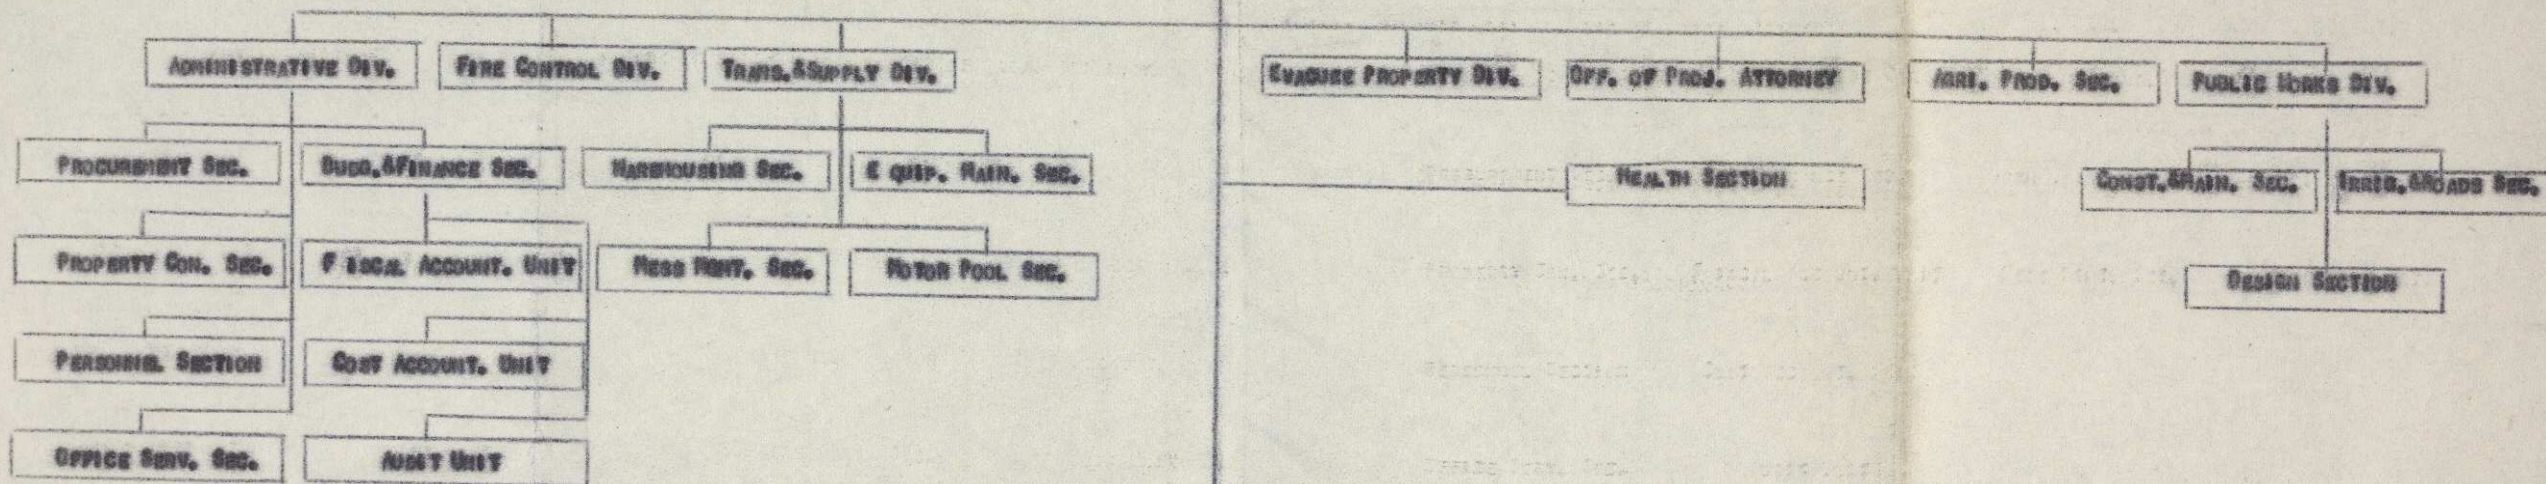 ADMINISTRATIVE DIV.
FIRE CONTROL DIV.
TRANS.&SUPPLY DIV.
EVACUEE PROPERTY DIV.
OFF. OF PROJ. ATTORNEY
AGRI. PROD. SEC.
PUBLIC WORKS DIV.
PROCUREMENT SEC.
BUDG.&FINANCE SEC.
WAREHOUSING SEC.
E QUIP. MAIN. SEC.
HEALTH SECTION
CONST.&MAIN. SEC.
IRRIG.&ROADS SEC.
PROPERTY CON. SEC.
F ISCAL ACCOUNT. UNIT
MESS MGMT. SEC.
MOTOR POOL SEC.
DESIGN SECTION
PERSONNEL SECTION
COST ACCOUNT. UNIT
OFFICE SERV. SEC.
AUDIT UNIT